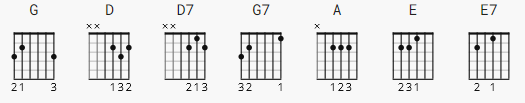 G D D7 G7 A E E7
×× ×× ×
21 3 132 213 32 1 123 231 2 1